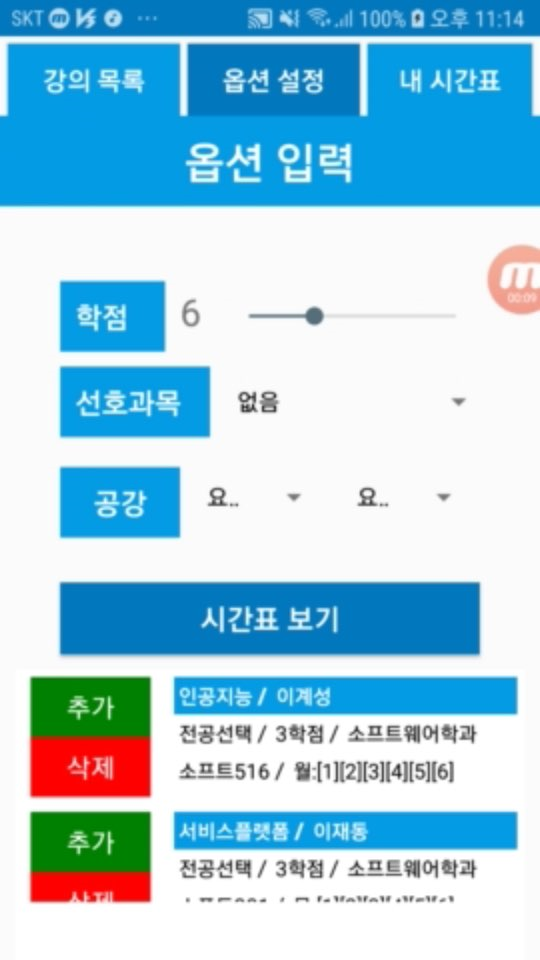 SKT ... 100% 오후 11:14
강의 목록 옵션 설정 내 시간표
옵션 입력
00:09
학점 6
선호과목 없음
공강 요.. 요..
시간표 보기
추가 인공지능 / 이계성
전공선택 / 3학점 / 소프트웨어학과
삭제 소프트516 / 월:[1][2][3][4][5][6]
추가 서비스플랫폼 / 이재동
전공선택 / 3학점 / 소프트웨어학과
삭제